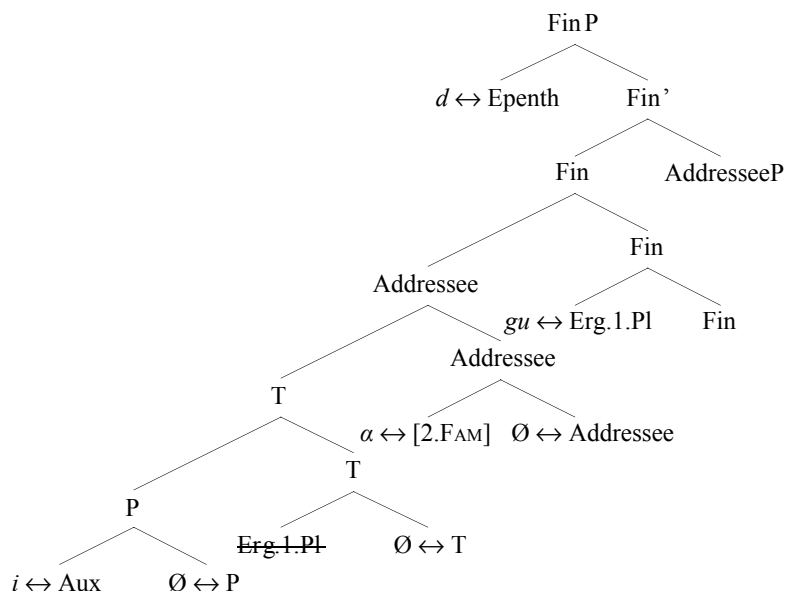 FinP
d ↔ Epenth Fin’
Fin AddresseeP
Addressee Fin
gu ↔ Erg.1.Pl Fin
T Addressee
α ↔ [2.FAM] Ø ↔ Addressee
P T
Erg.1.Pl Ø ↔ T
i ↔ Aux Ø ↔ P